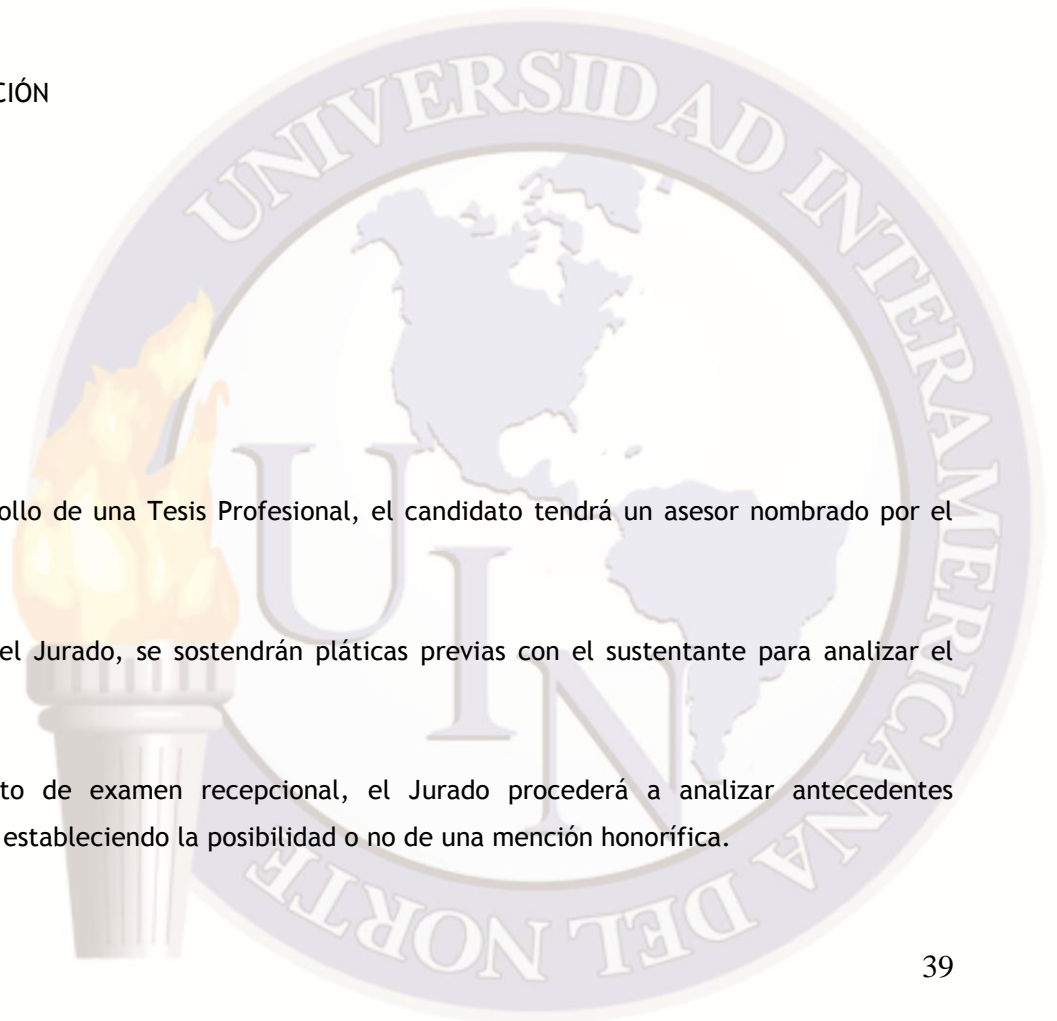 CIÓN
UNIVERSIDAD INTERAMERICANA DEL NORTE
UIN
ollo de una Tesis Profesional, el candidato tendrá un asesor nombrado por el
el Jurado, se sostendrán pláticas previas con el sustentante para analizar el
to de examen recepcional, el Jurado procederá a analizar antecedentes
estableciendo la posibilidad o no de una mención honorífica.
39